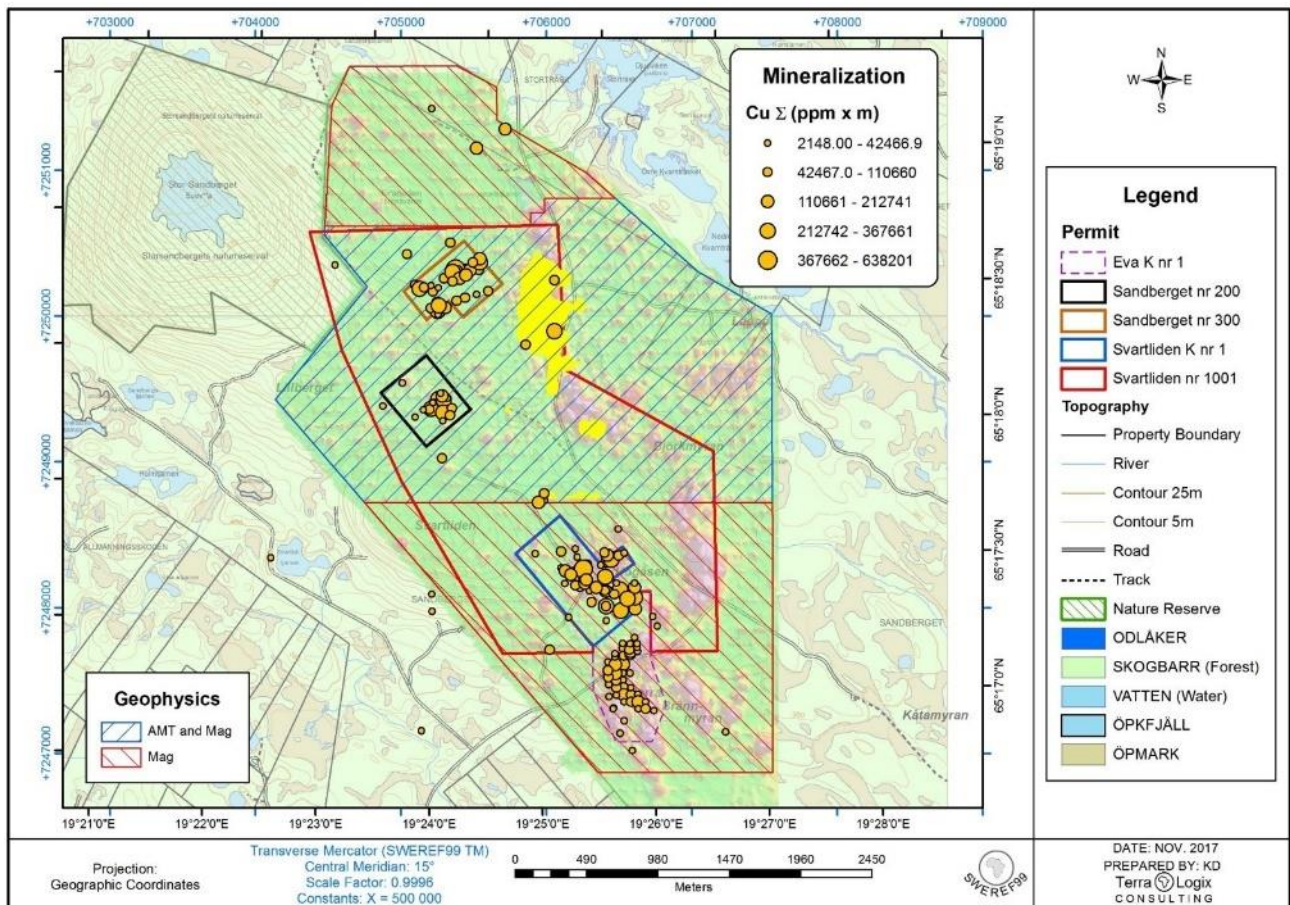 +703000
+704000
+705000
+706000
+707000
+708000
+709000
Mineralization
Cu Σ (ppm x m)
2148.00 - 42466.9
42467.0 - 110660
110661 - 212741
212742 - 367661
367662 - 638201
N
W E
S
Legend
Permit
Eva K nr 1
Sandberget nr 200
Sandberget nr 300
Svartliden K nr 1
Svartliden nr 1001
Topography
Property Boundary
River
Contour 25m
Contour 5m
Road
Track
Nature Reserve
ODLÅKER
SKOGBARR (Forest)
VATTEN (Water)
ÖPKFJÄLL
ÖPMARK
+7251000
+7250000
+7249000
+7248000
+7247000
65°19'0"N
65°18'30"N
65°18'0"N
65°17'30"N
65°17'0"N
Storsandbergets naturreservat
Stor-Sandberget
Storsandbergets naturreservat
STORTRÄSK
Lillberget
Björkmyran
Svartliden
ALLMÄNNINGSSKOGEN
SANDBERGET
Kåtamyran
Geophysics
AMT and Mag
Mag
19°21'0"E
19°22'0"E
19°23'0"E
19°24'0"E
19°25'0"E
19°26'0"E
19°27'0"E
19°28'0"E
Projection:
Geographic Coordinates
Transverse Mercator (SWEREF99 TM)
Central Meridian: 15°
Scale Factor: 0.9996
Constants: X = 500 000
0 490 980 1470 1960 2450
Meters
SWEREF99
DATE: NOV. 2017
PREPARED BY: KD
Terra Logix
CONSULTING